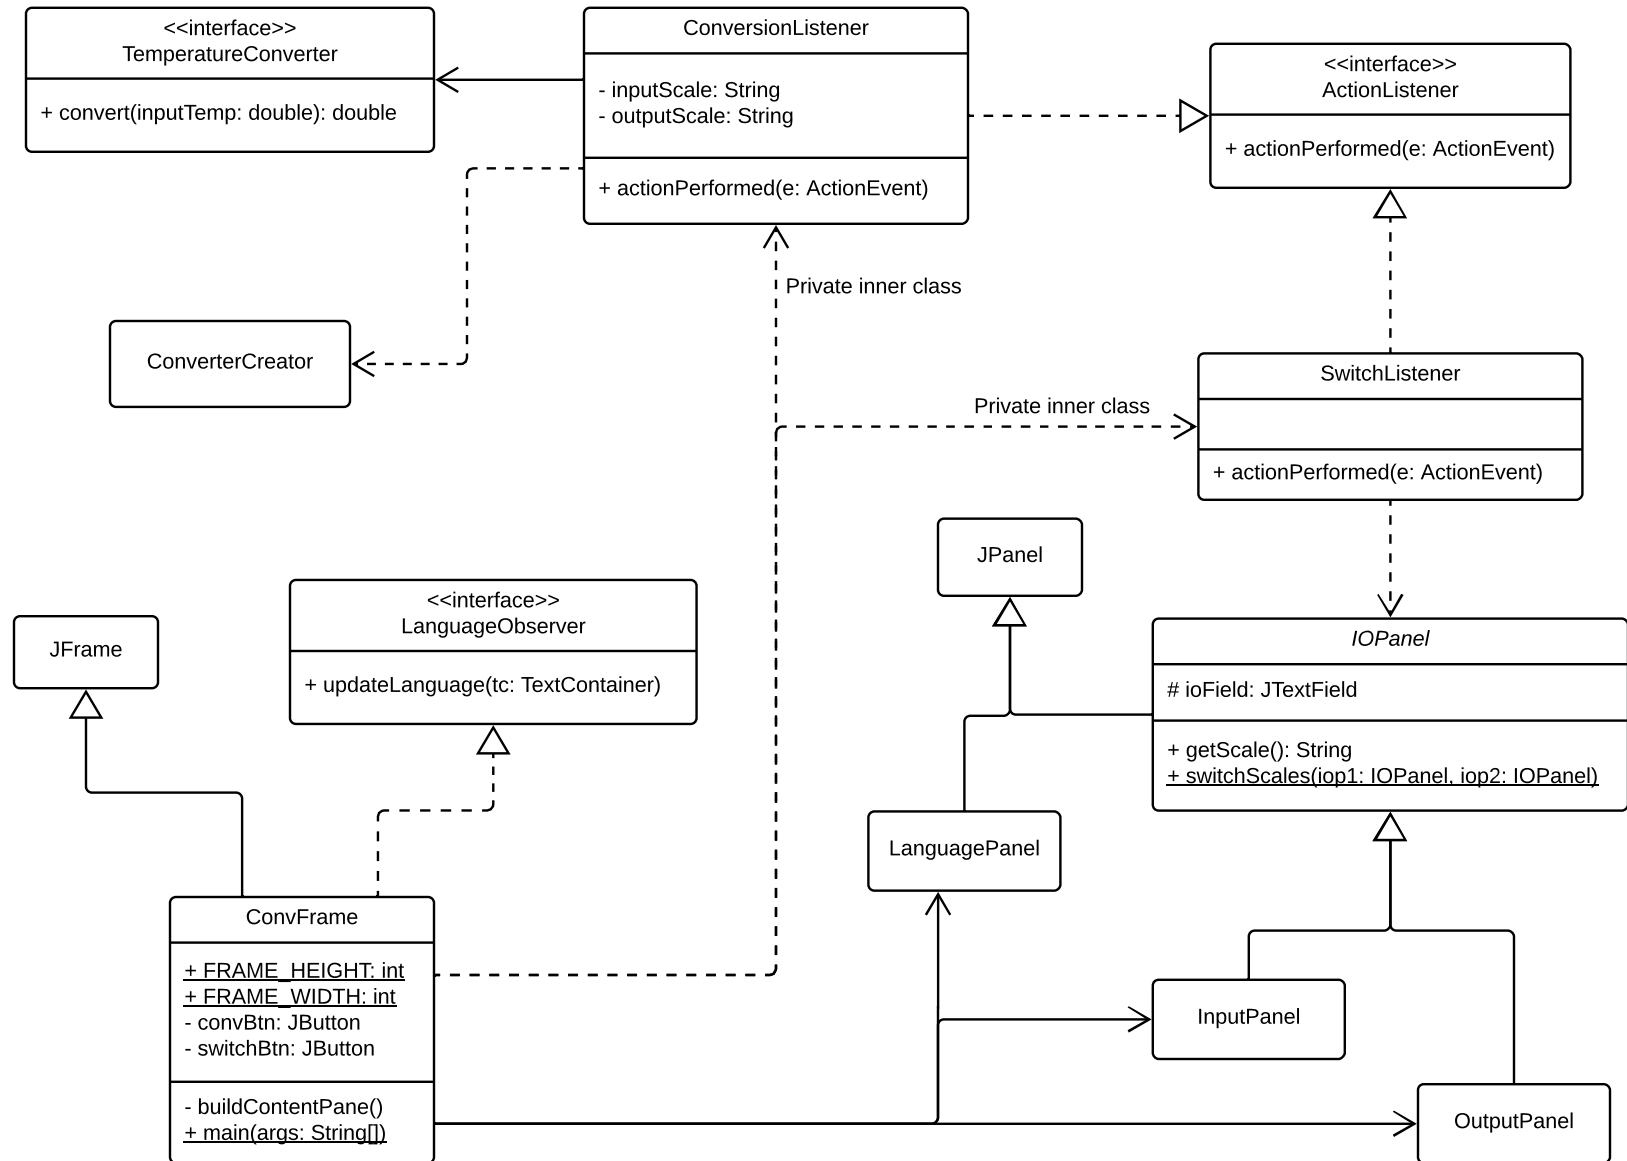 <<interface>>
TemperatureConverter
+ convert(inputTemp: double): double
ConversionListener
- inputScale: String
- outputScale: String
+ actionPerformed(e: ActionEvent)
<<interface>>
ActionListener
+ actionPerformed(e: ActionEvent)
Private inner class
ConverterCreator
SwitchListener
+ actionPerformed(e: ActionEvent)
Private inner class
JPanel
<<interface>>
LanguageObserver
+ updateLanguage(tc: TextContainer)
JFrame
IOPanel
# ioField: JTextField
+ getScale(): String
+ switchScales(iop1: IOPanel, iop2: IOPanel)
LanguagePanel
ConvFrame
+ FRAME_HEIGHT: int
+ FRAME_WIDTH: int
- convBtn: JButton
- switchBtn: JButton
- buildContentPane()
+ main(args: String[])
InputPanel
OutputPanel